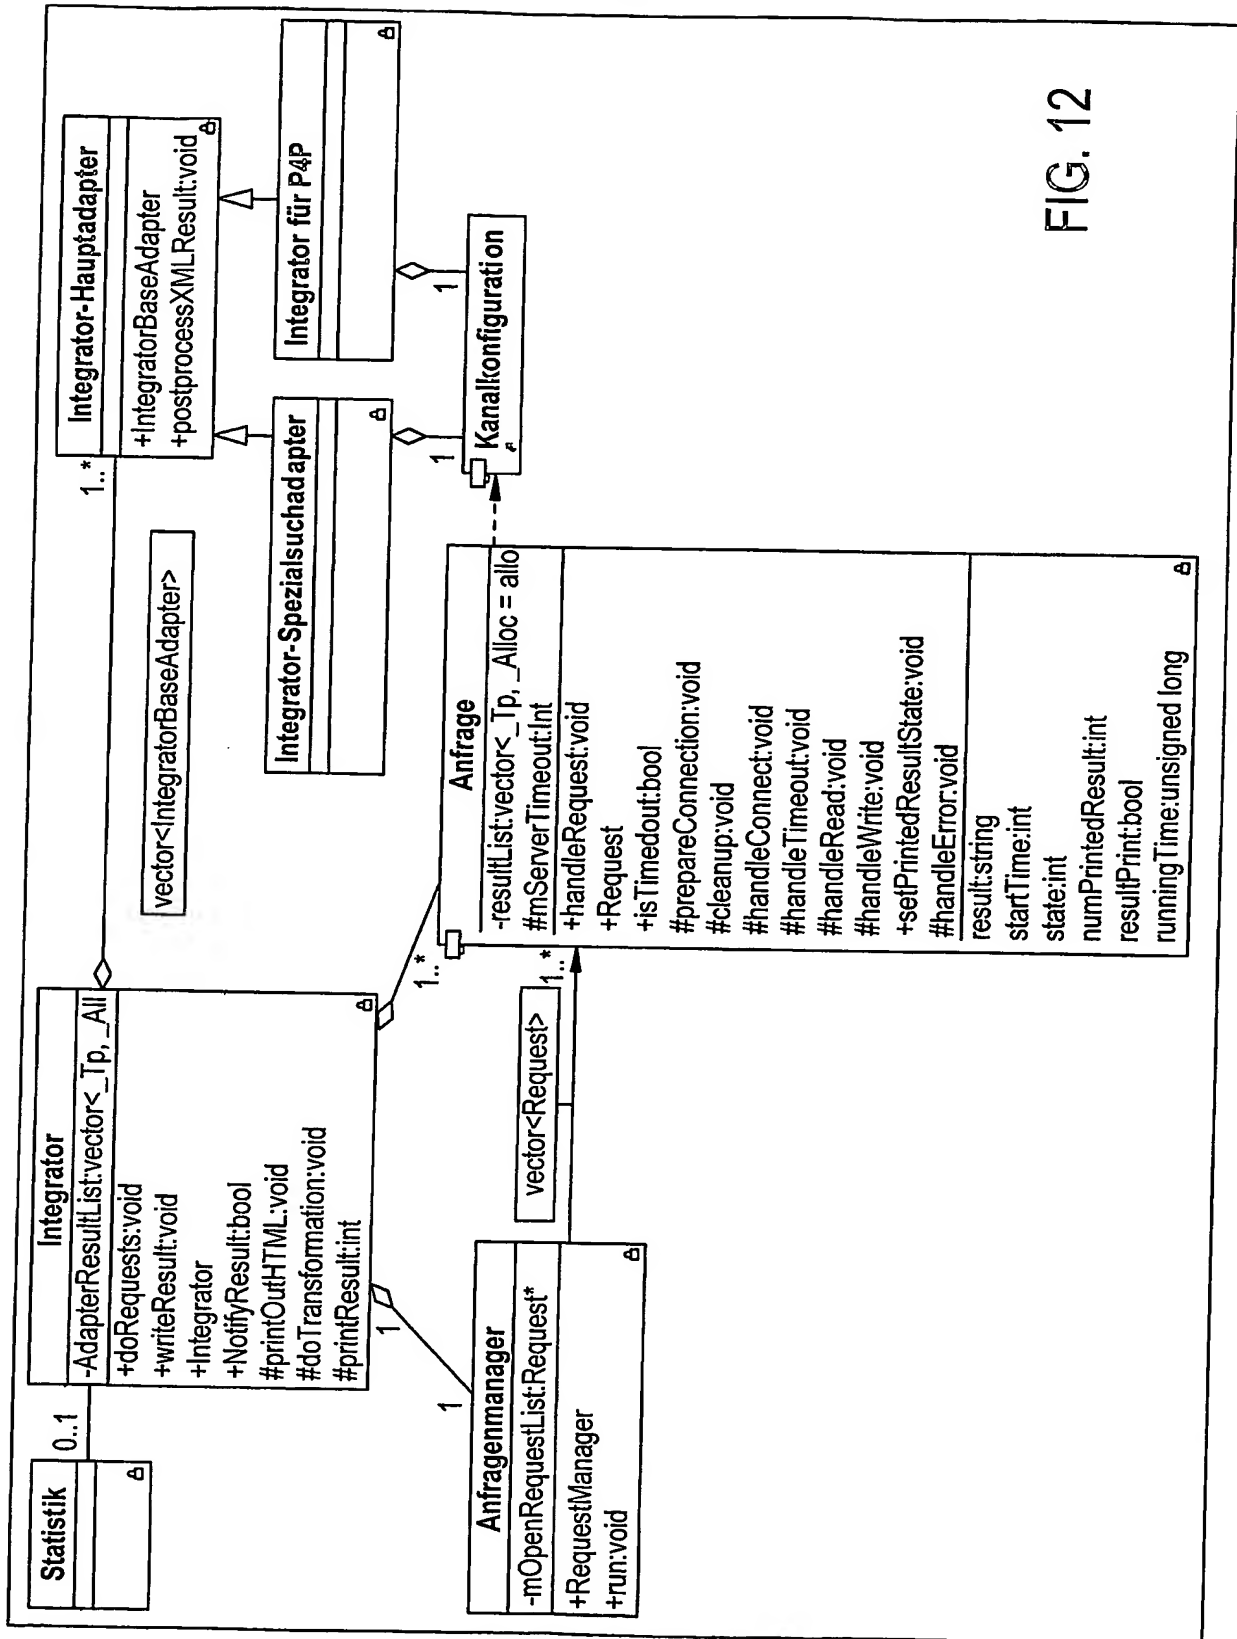 Statistik
0..1
Integrator
-AdapterResultList:vector<_Tp, _All
+doRequests:void
+writeResult:void
+Integrator
+NotifyResult:bool
#printOutHTML:void
#doTransformation:void
#printResult:int
vector<IntegratorBaseAdapter>
1..*
Integrator-Hauptadapter
+IntegratorBaseAdapter
+postprocessXMLResult:void
Integrator-Spezialsuchadapter
Integrator für P4P
1
1
Kanalkonfiguration
1
1
Anfragenmanager
-mOpenRequestList:Request*
+RequestManager
+run:void
vector<Request>
1..*
1..*
Anfrage
-resultList:vector<_Tp, _Alloc = allo
#mServerTimeout:Int
+handleRequest:void
+Request
+isTimedout:bool
#prepareConnection:void
#cleanup:void
#handleConnect:void
#handleTimeout:void
#handleRead:void
#handleWrite:void
+setPrintedResultState:void
#handleError:void
result:string
startTime:int
state:int
numPrintedResult:int
resultPrint:bool
runningTime:unsigned long
FIG. 12